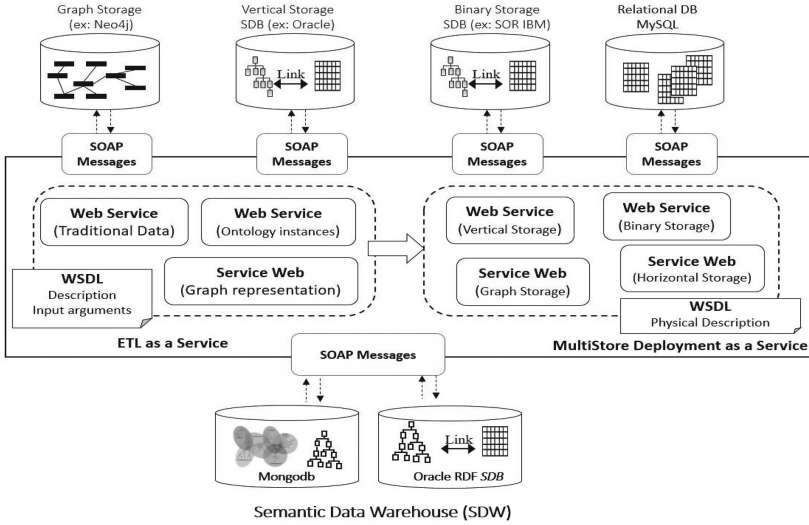 Graph Storage
(ex: Neo4j)
Vertical Storage
SDB (ex: Oracle)
Binary Storage
SDB (ex: SOR IBM)
Relational DB
MySQL
Link
Link
SOAP
Messages
SOAP
Messages
SOAP
Messages
SOAP
Messages
Web Service
(Traditional Data)
Web Service
(Ontology instances)
Service Web
(Graph representation)
WSDL
Description
Input arguments
ETL as a Service
Web Service
(Vertical Storage)
Web Service
(Binary Storage)
Service Web
(Graph Storage)
Service Web
(Horizontal Storage)
WSDL
Physical Description
MultiStore Deployment as a Service
SOAP Messages
Mongodb
Link
Oracle RDF SDB
Semantic Data Warehouse (SDW)